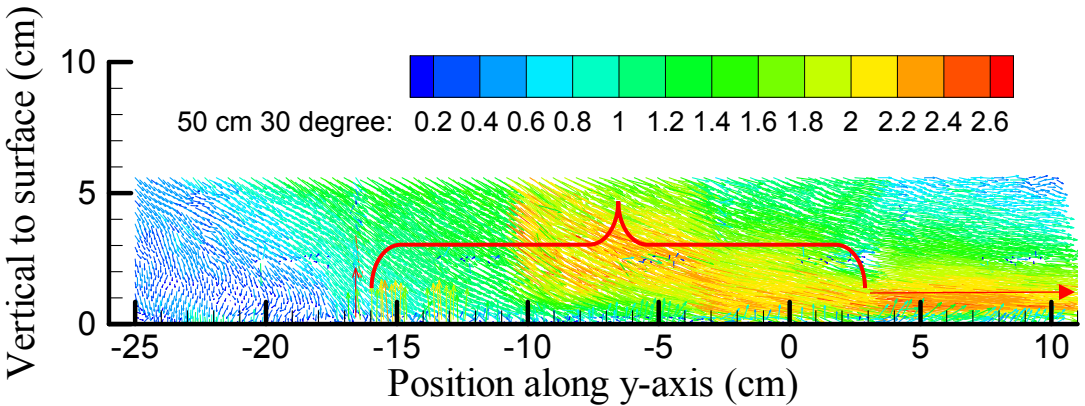 Vertical to surface (cm)
10
5
0
50 cm 30 degree: 0.2 0.4 0.6 0.8 1 1.2 1.4 1.6 1.8 2 2.2 2.4 2.6
-25 -20 -15 -10 -5 0 5 10
Position along y-axis (cm)